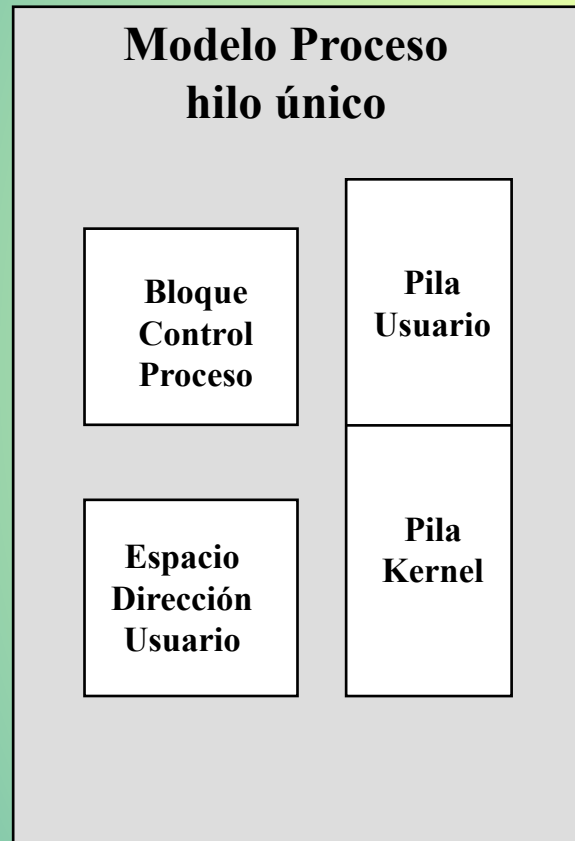 Modelo Proceso
hilo único
Bloque
Control
Proceso
Pila
Usuario
Espacio
Dirección
Usuario
Pila
Kernel